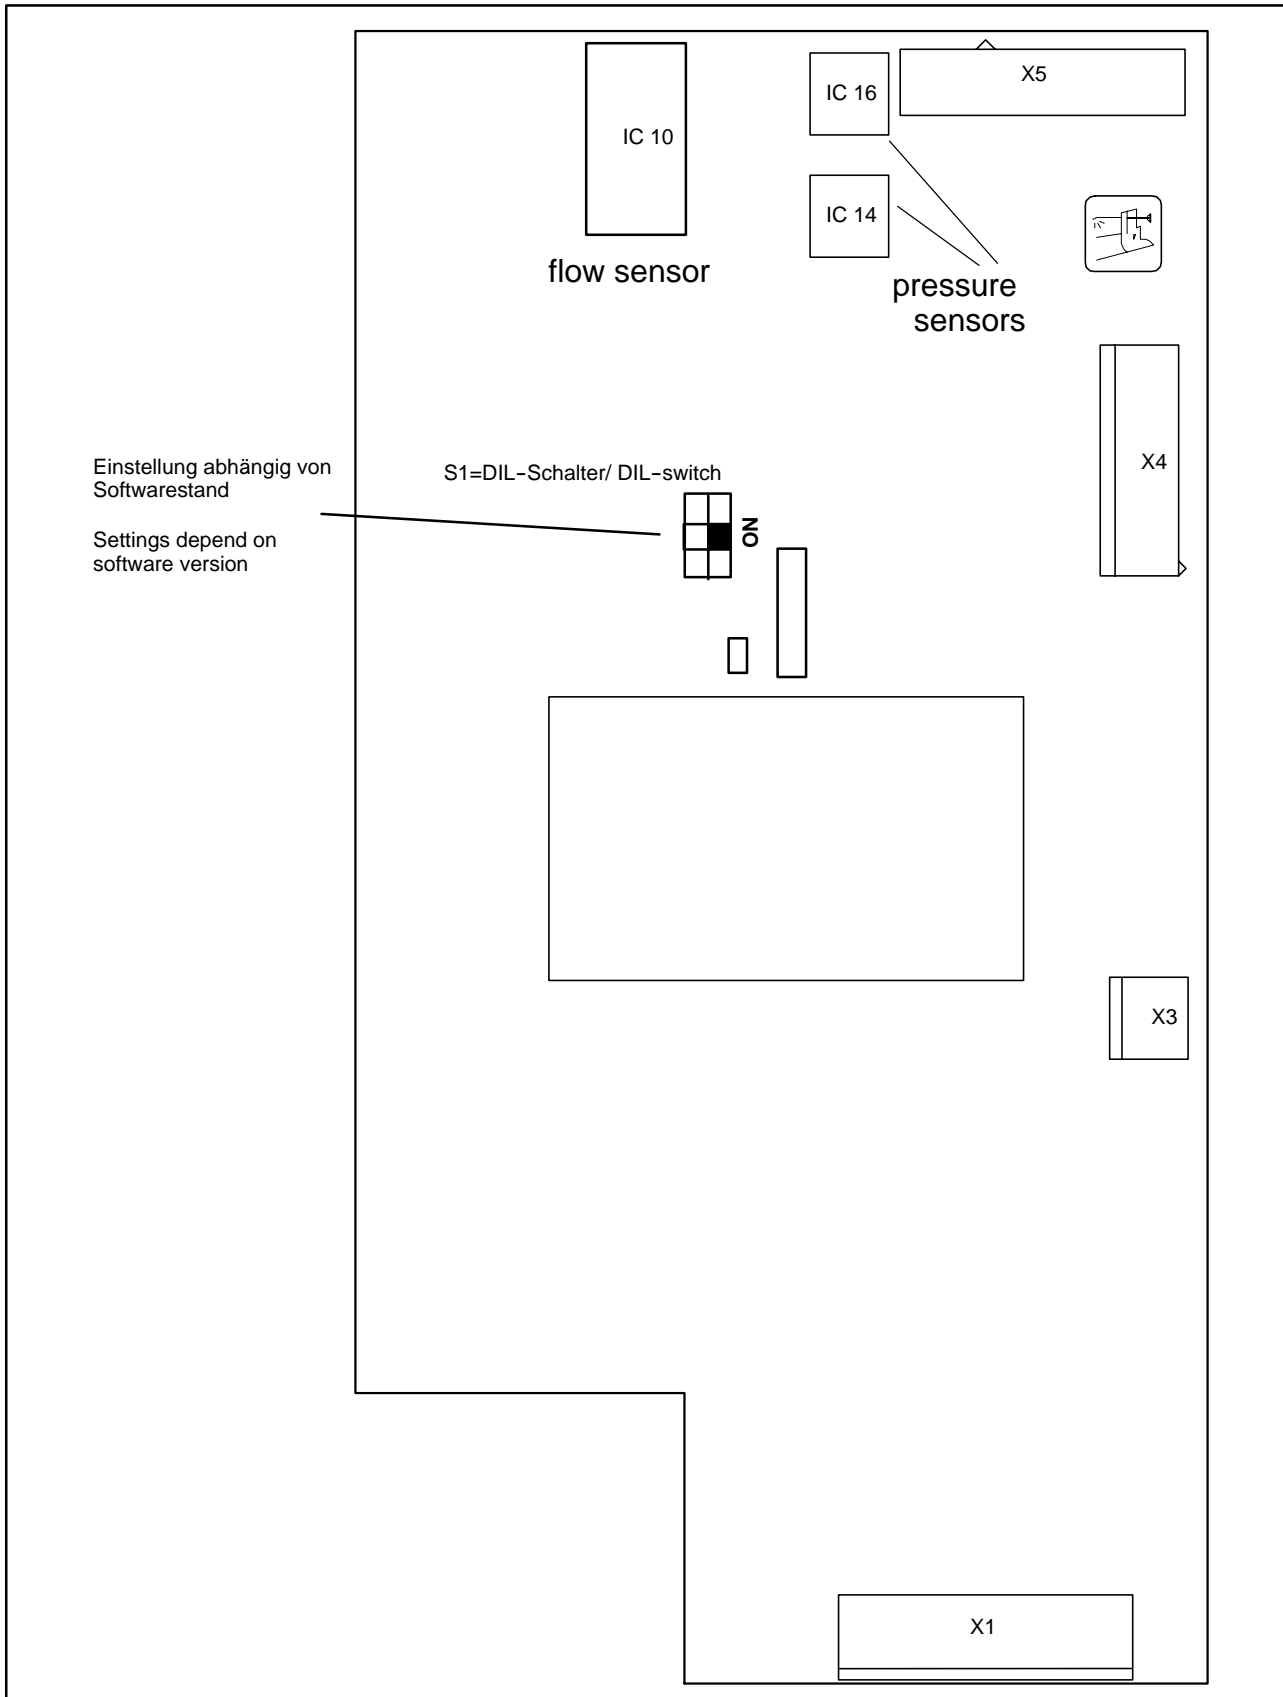 X5
IC 16
IC 10
IC 14
flow sensor
pressure
sensors
Einstellung abhängig von
Softwarestand
Settings depend on
software version
S1=DIL-Schalter/ DIL-switch
ON
X4
X3
X1